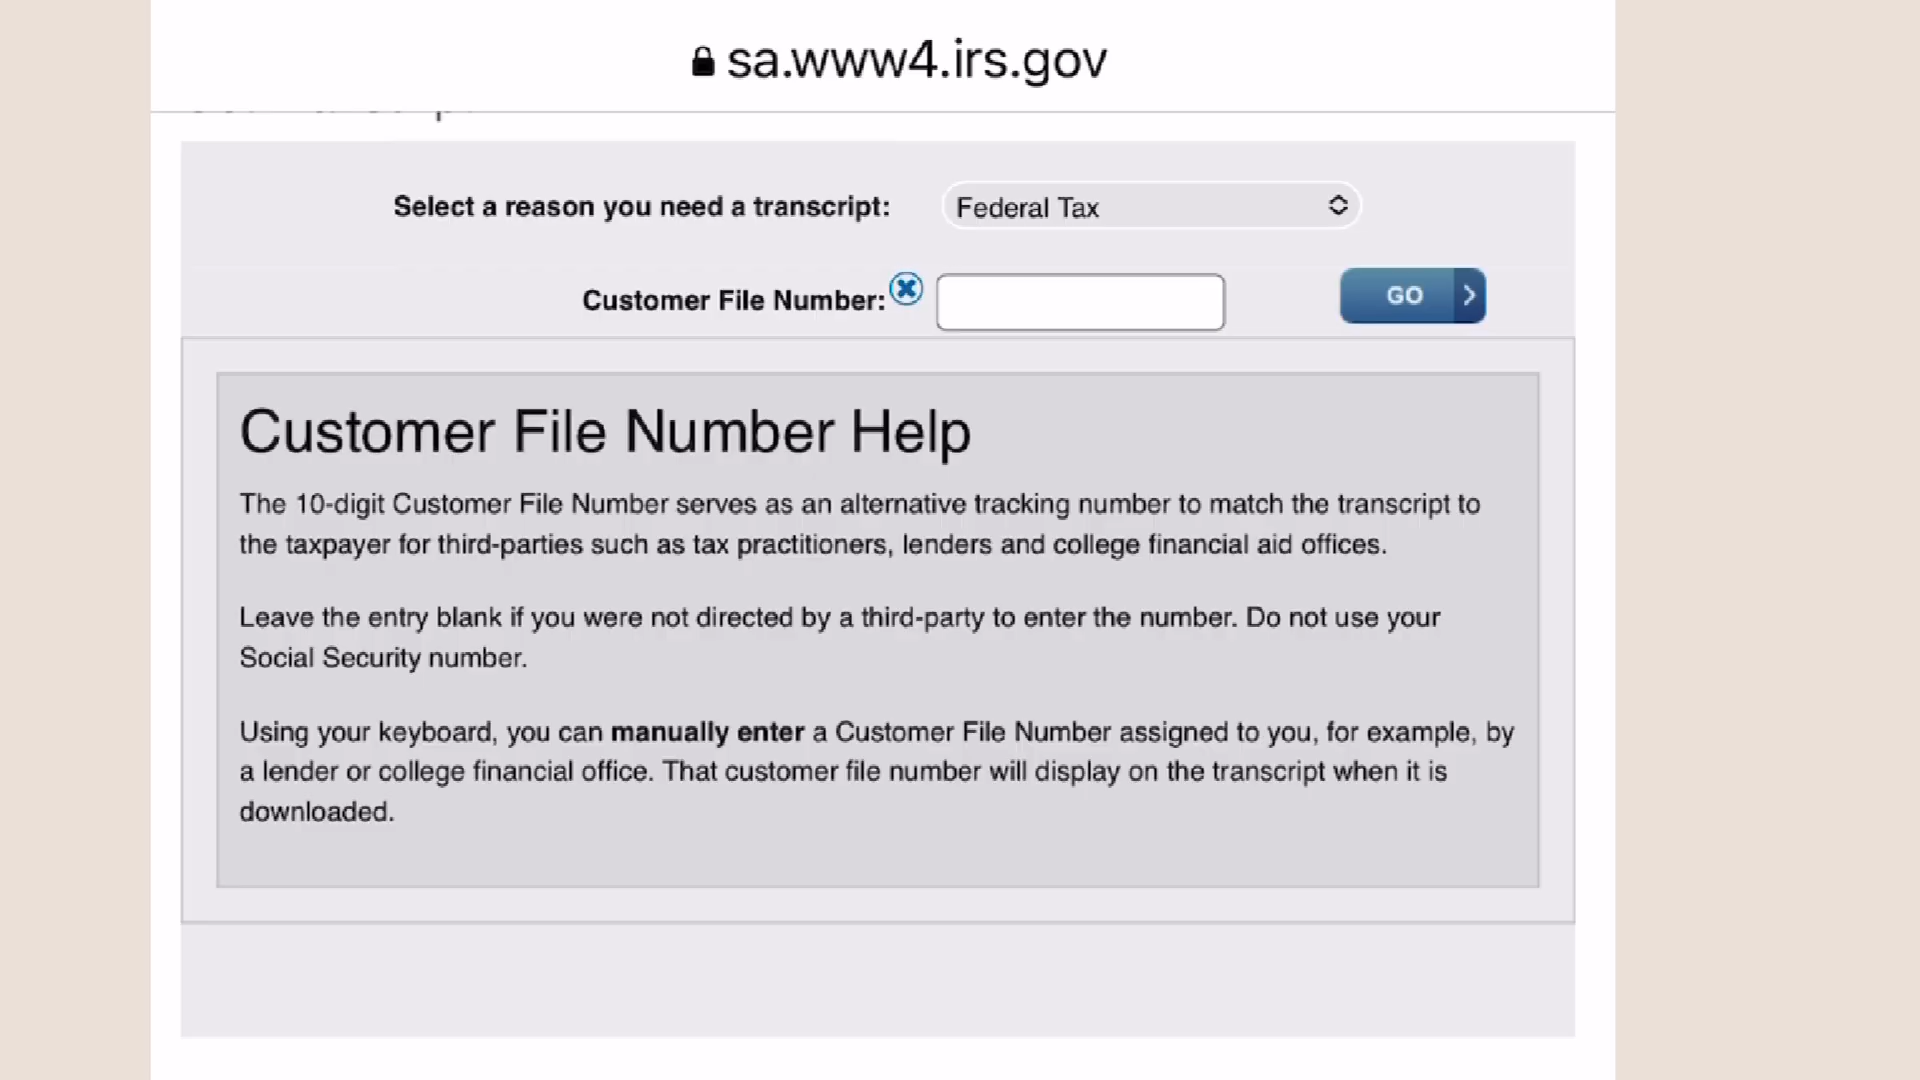 sa.www4.irs.gov
Select a reason you need a transcript:
Federal Tax
Customer File Number:
GO
Customer File Number Help
The 10-digit Customer File Number serves as an alternative tracking number to match the transcript to
the taxpayer for third-parties such as tax practitioners, lenders and college financial aid offices.
Leave the entry blank if you were not directed by a third-party to enter the number. Do not use your
Social Security number.
Using your keyboard, you can manually enter a Customer File Number assigned to you, for example, by
a lender or college financial office. That customer file number will display on the transcript when it is
downloaded.